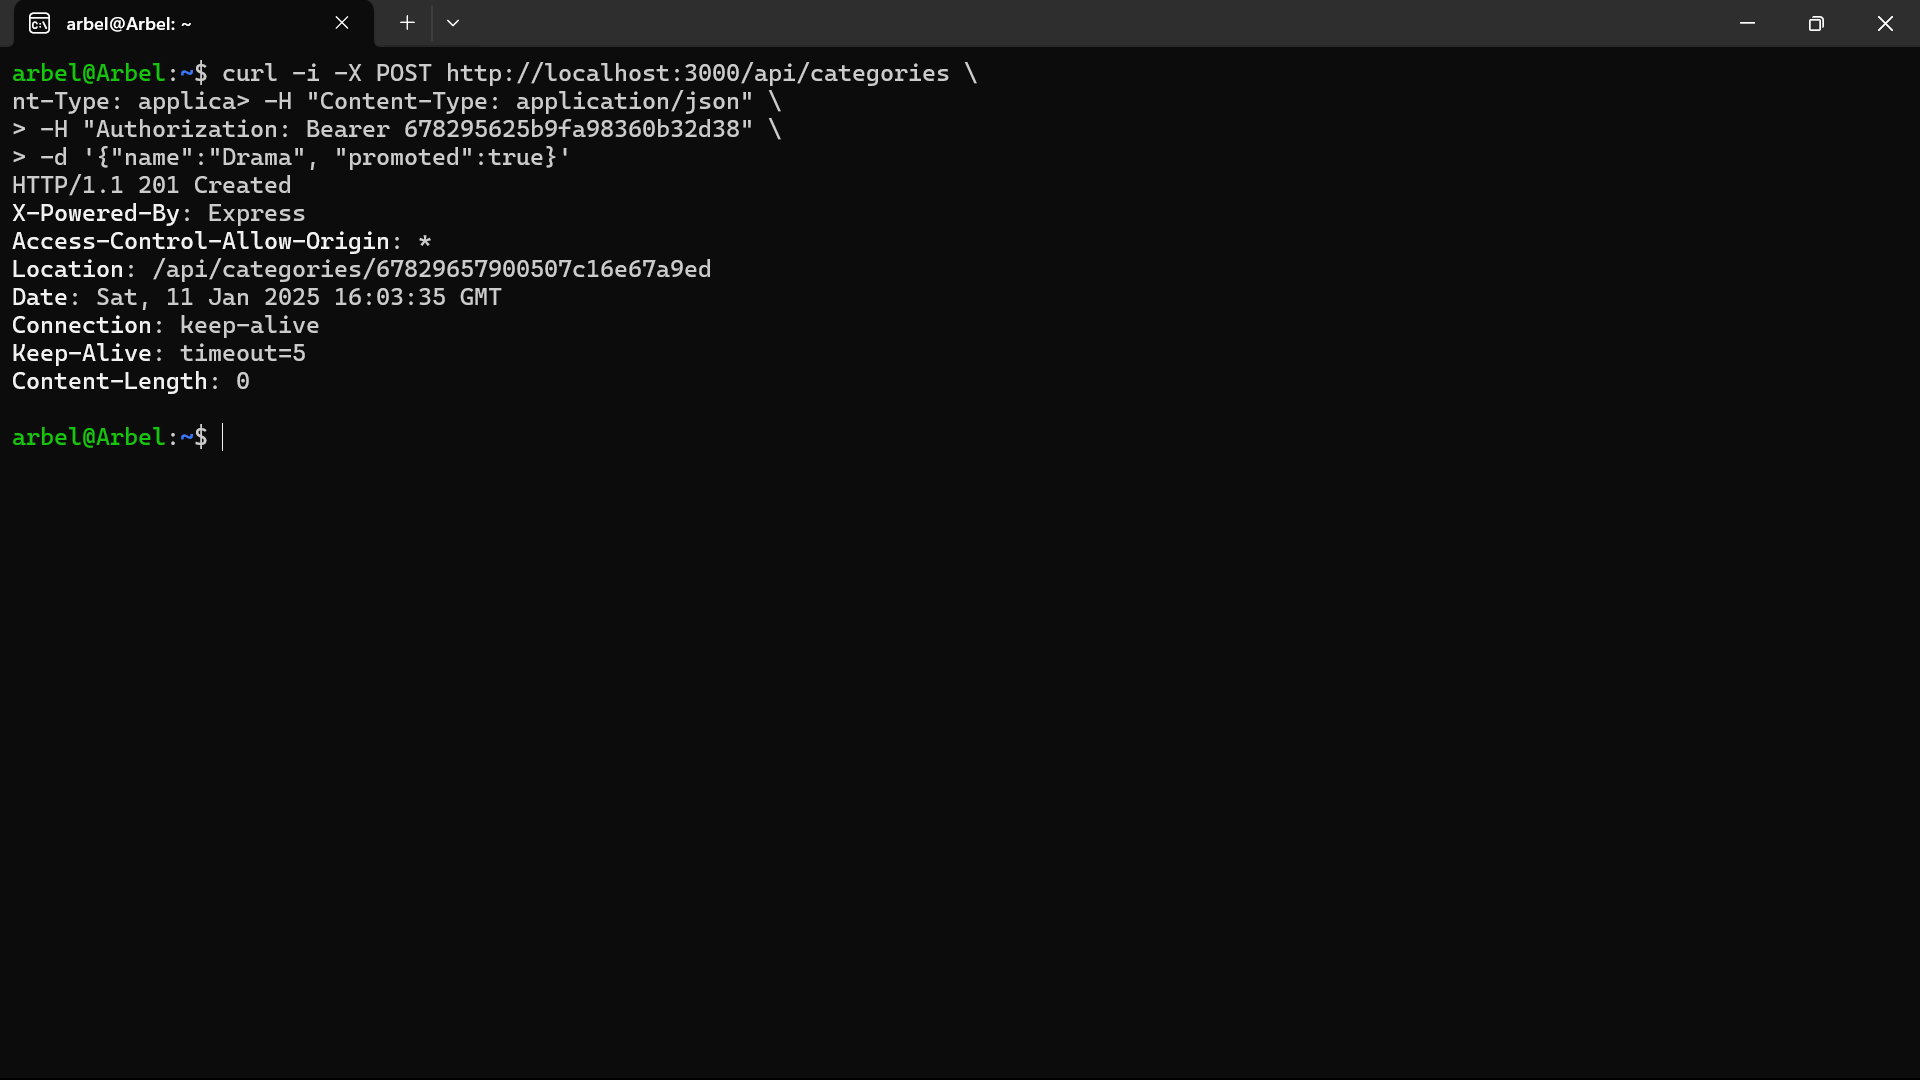 arbel@Arbel: ~
arbel@Arbel:~$ curl -i -X POST http://localhost:3000/api/categories \
nt-Type: applica> -H "Content-Type: application/json" \
> -H "Authorization: Bearer 678295625b9fa98360b32d38" \
> -d '{"name":"Drama", "promoted":true}'
HTTP/1.1 201 Created
X-Powered-By: Express
Access-Control-Allow-Origin: *
Location: /api/categories/67829657900507c16e67a9ed
Date: Sat, 11 Jan 2025 16:03:35 GMT
Connection: keep-alive
Keep-Alive: timeout=5
Content-Length: 0
arbel@Arbel:~$